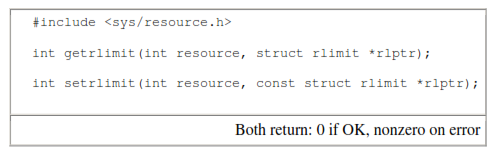 #include <sys/resource.h>
int getrlimit(int resource, struct rlimit *rlptr);
int setrlimit(int resource, const struct rlimit *rlptr);
Both return: 0 if OK, nonzero on error